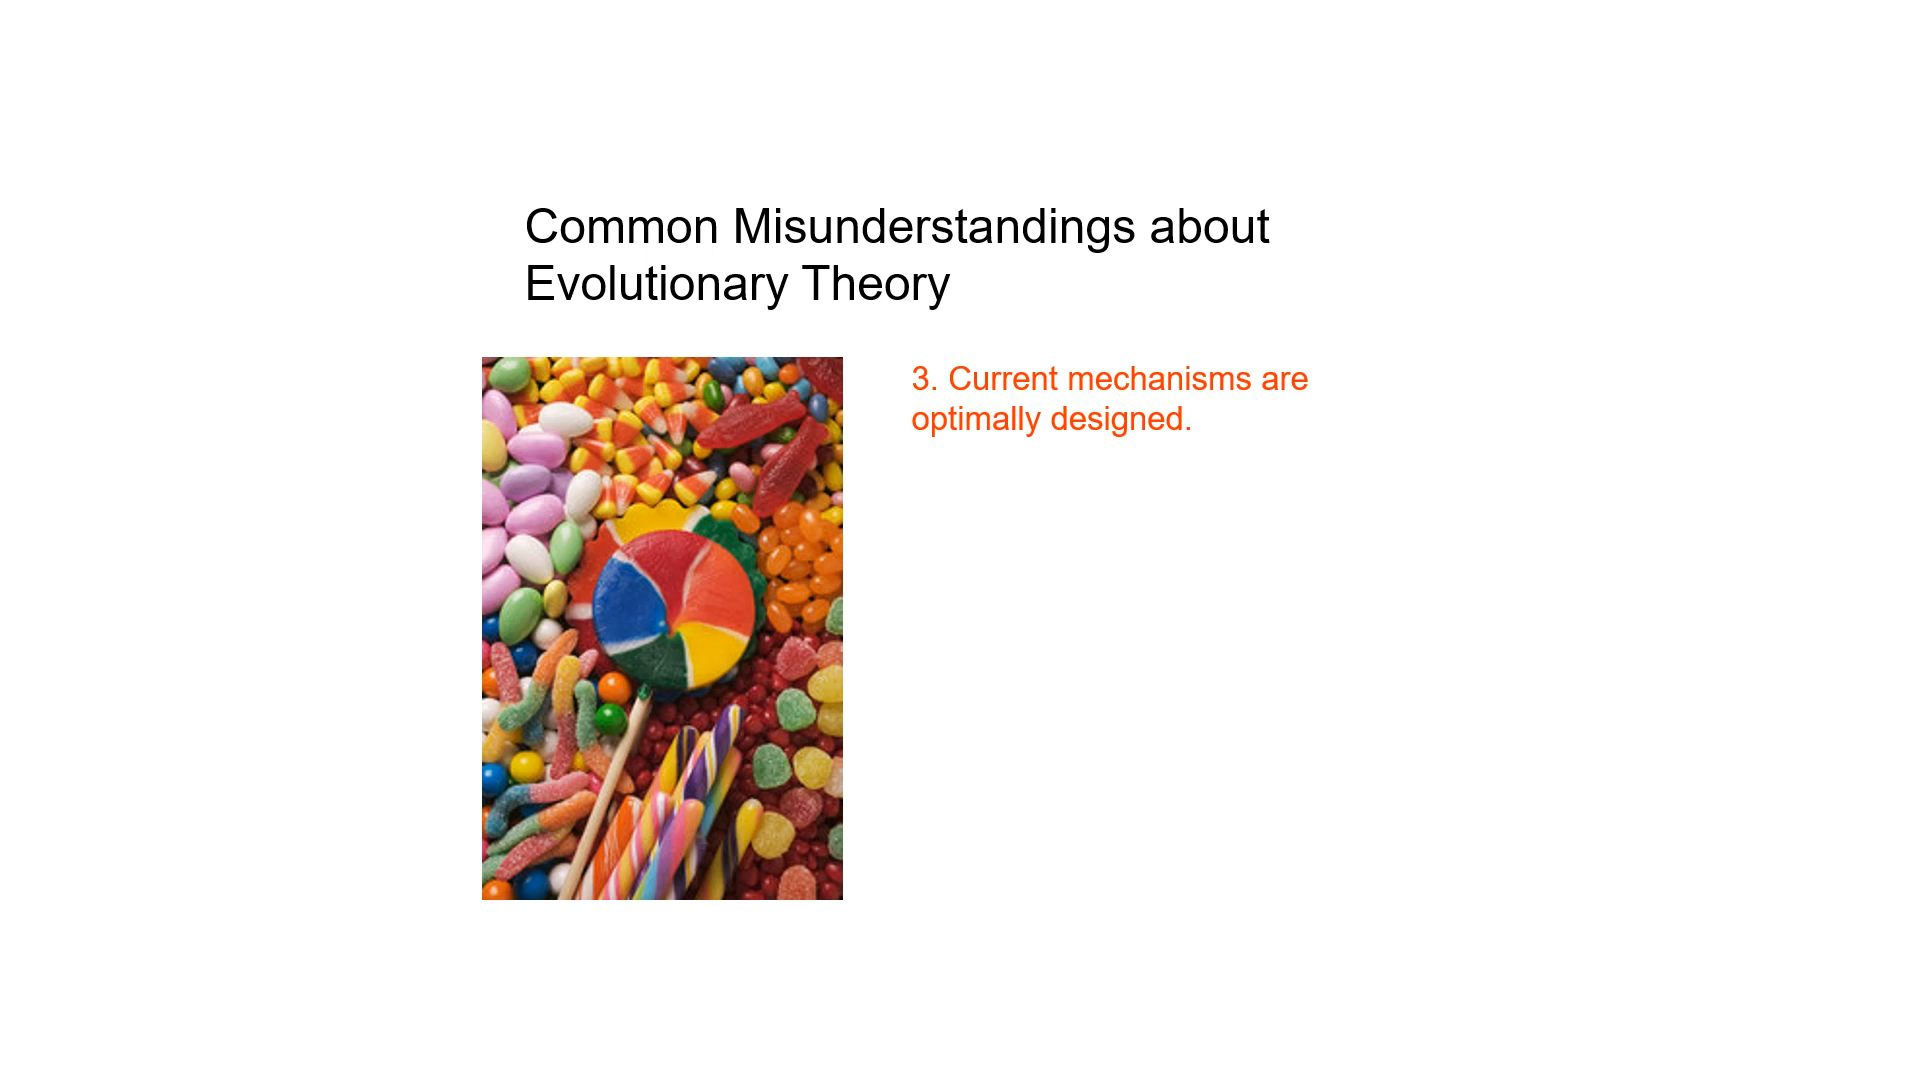 Common Misunderstandings about
Evolutionary Theory
3. Current mechanisms are
optimally designed.